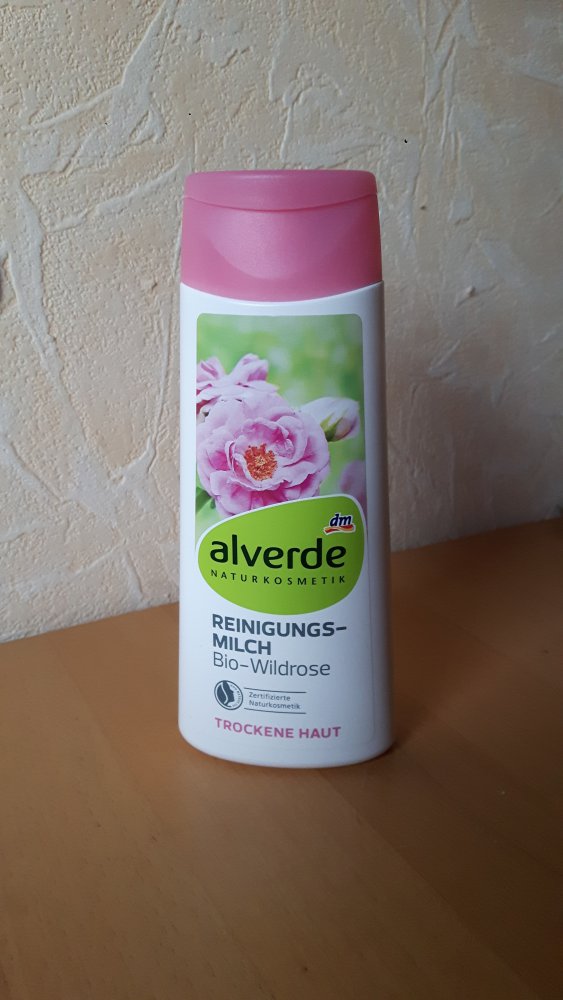 dm
alverde
NATURKOSMETIK
REINIGUNGS-
MILCH
Bio-Wildrose
Zertifizierte
Naturkosmetik
TROCKENE HAUT